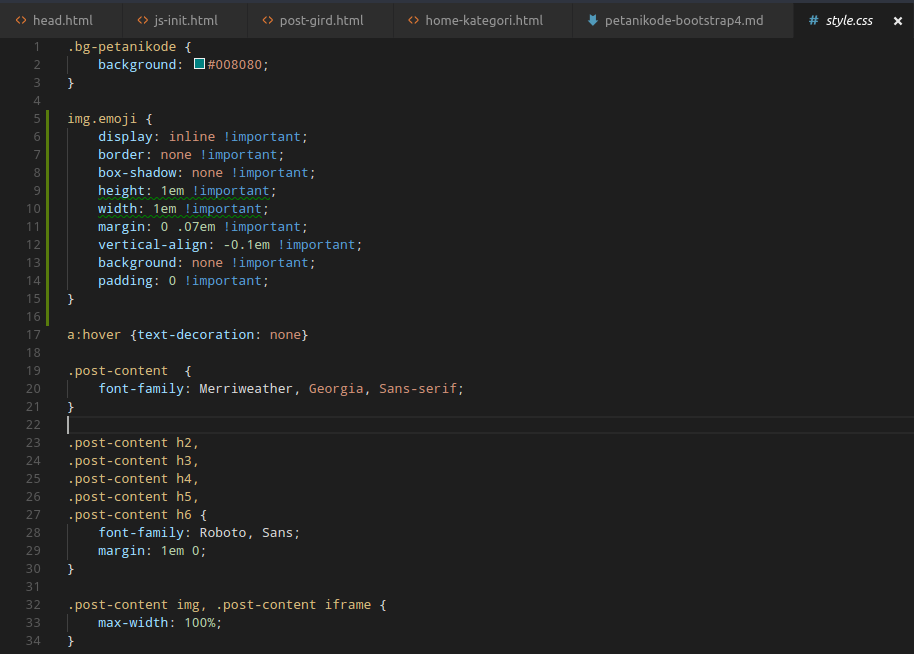 <> head.html <> js-init.html <> post-gird.html <> home-kategori.html petanikode-bootstrap4.md # style.css ×
1 .bg-petanikode {
2 background: #008080;
3 }
4
5 img.emoji {
6 display: inline !important;
7 border: none !important;
8 box-shadow: none !important;
9 height: 1em !important;
10 width: 1em !important;
11 margin: 0 .07em !important;
12 vertical-align: -0.1em !important;
13 background: none !important;
14 padding: 0 !important;
15 }
16
17 a:hover {text-decoration: none}
18
19 .post-content  {
20 font-family: Merriweather, Georgia, Sans-serif;
21 }
22
23 .post-content h2,
24 .post-content h3,
25 .post-content h4,
26 .post-content h5,
27 .post-content h6 {
28 font-family: Roboto, Sans;
29 margin: 1em 0;
30 }
31
32 .post-content img, .post-content iframe {
33 max-width: 100%;
34 }